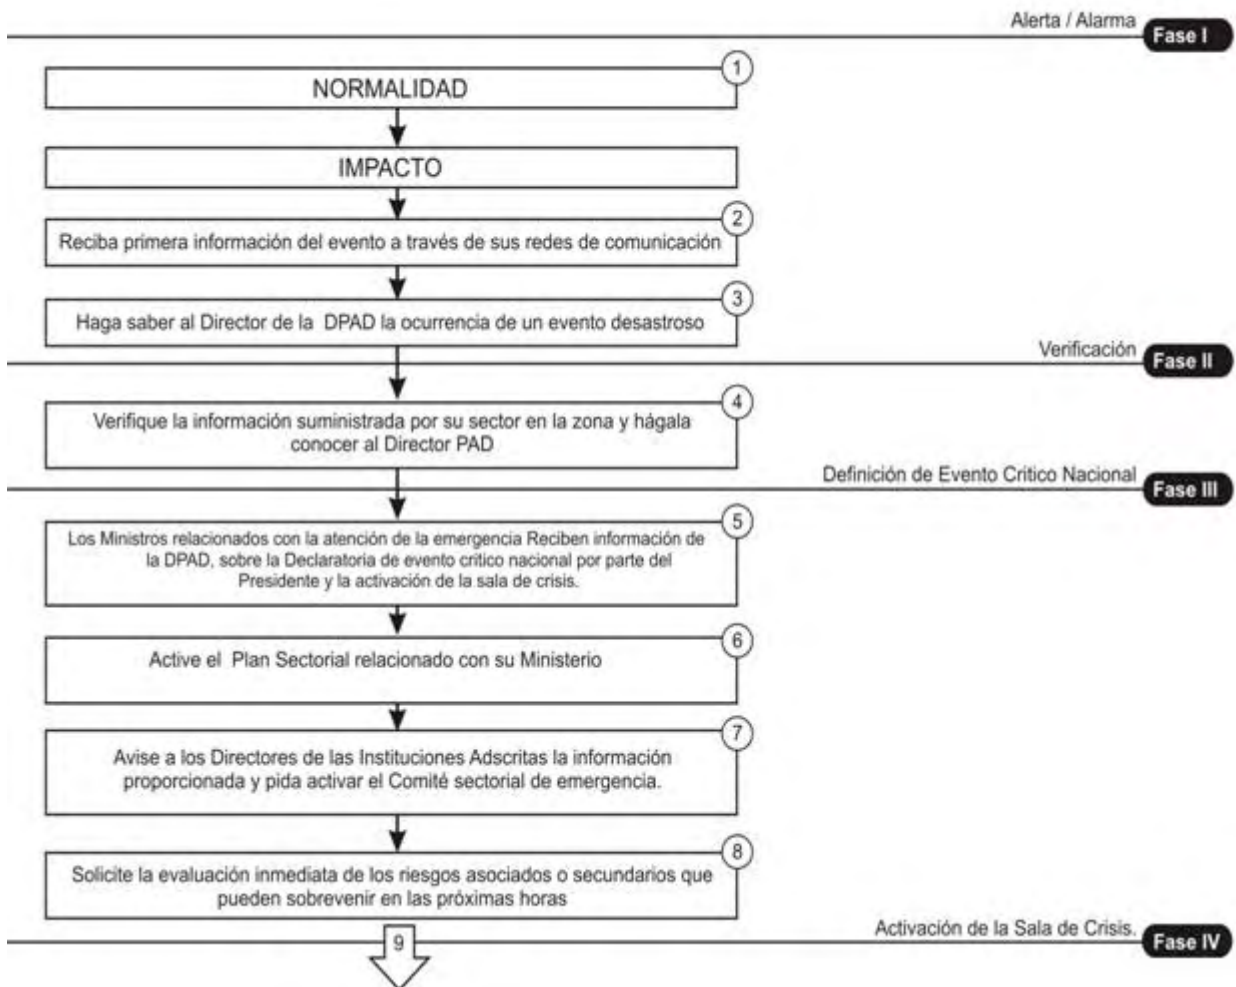 Alerta / Alarma
Fase I
1
NORMALIDAD
IMPACTO
2
Reciba primera información del evento a través de sus redes de comunicación
3
Haga saber al Director de la DPAD la ocurrencia de un evento desastroso
Verificación
Fase II
4
Verifique la información suministrada por su sector en la zona y hágala
conocer al Director PAD
Definición de Evento Critico Nacional
Fase III
5
Los Ministros relacionados con la atención de la emergencia Reciben información de
la DPAD, sobre la Declaratoria de evento critico nacional por parte del
Presidente y la activación de la sala de crisis.
6
Active el Plan Sectorial relacionado con su Ministerio
7
Avise a los Directores de las Instituciones Adscritas la información
proporcionada y pida activar el Comité sectorial de emergencia.
8
Solicite la evaluación inmediata de los riesgos asociados o secundarios que
pueden sobrevenir en las próximas horas
Activación de la Sala de Crisis.
Fase IV
9